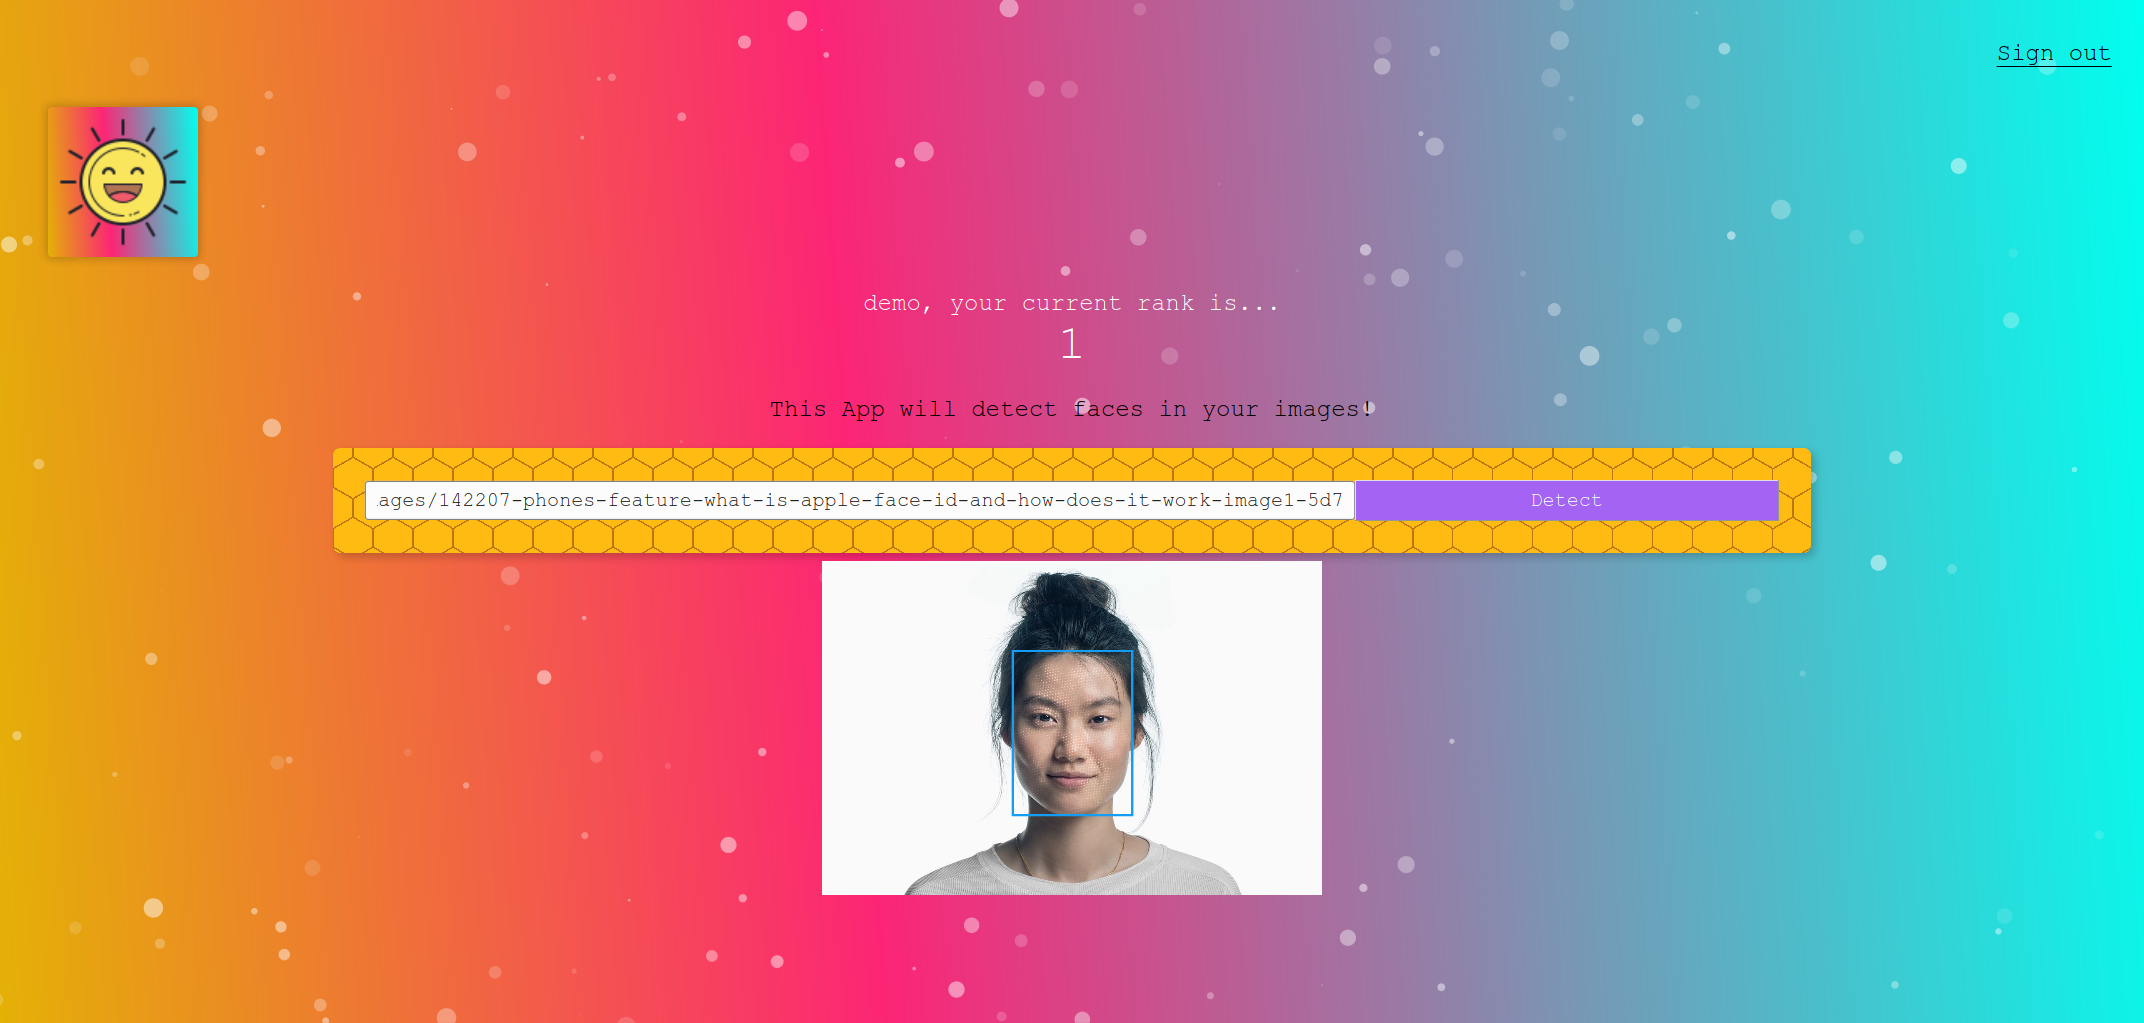 Sign out
demo, your current rank is...
1
This App will detect faces in your images!
ages/142207-phones-feature-what-is-apple-face-id-and-how-does-it-work-image1-5d7
Detect